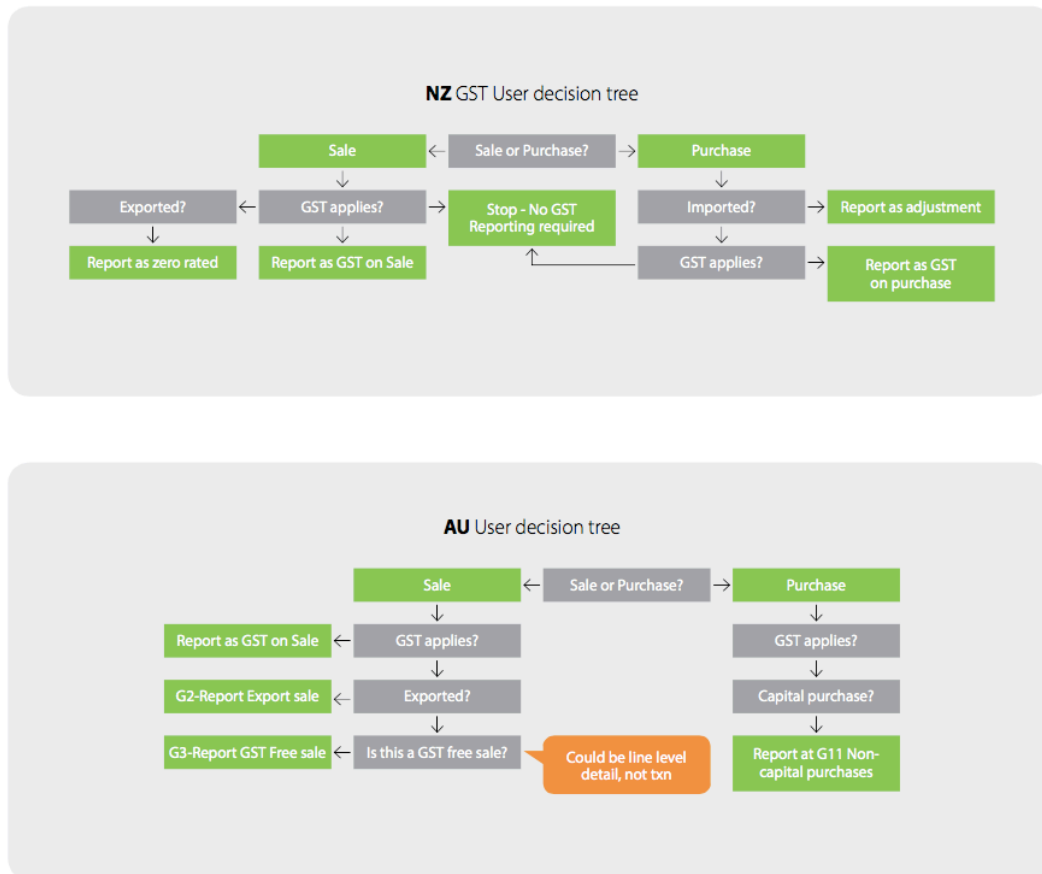 NZ GST User decision tree
Sale
Sale or Purchase?
Purchase
Exported?
GST applies?
Stop - No GST
Reporting required
Imported?
Report as adjustment
Report as zero rated
Report as GST on Sale
GST applies?
Report as GST
on purchase
AU User decision tree
Sale
Sale or Purchase?
Purchase
Report as GST on Sale
GST applies?
GST applies?
G2-Report Export sale
Exported?
Capital purchase?
G3-Report GST Free sale
Is this a GST free sale?
Could be line level
detail, not txn
Report at G11 Non-
capital purchases